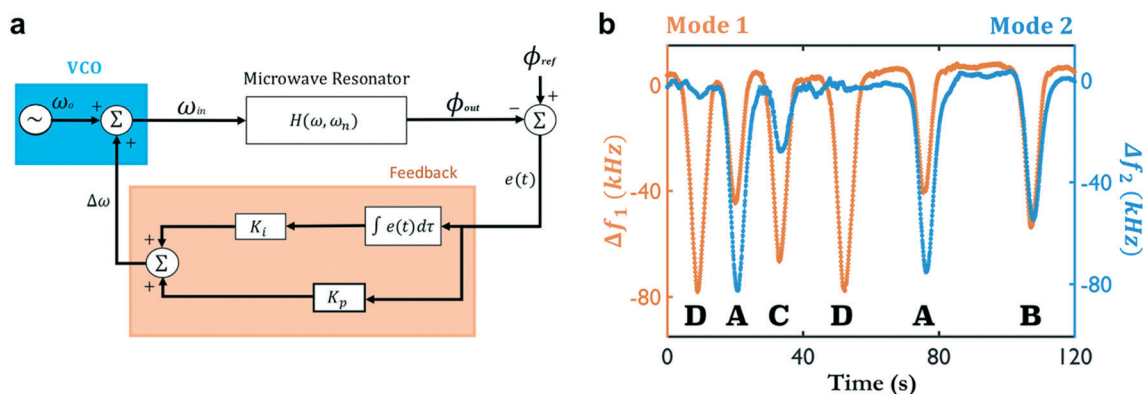 a
VCO
ω₀
+
Σ
+
ω_in
Microwave Resonator
H(ω, ω_n)
ϕ_out
ϕ_ref
−
+
Σ
e(t)
Δω
Feedback
K_i
∫ e(t)dτ
+
Σ
+
K_p
b
Mode 1 Mode 2
0 0
-40 -40
-80 -80
Δf₁ (kHz)
Δf₂ (kHz)
D A C D A B
0 40 80 120
Time (s)